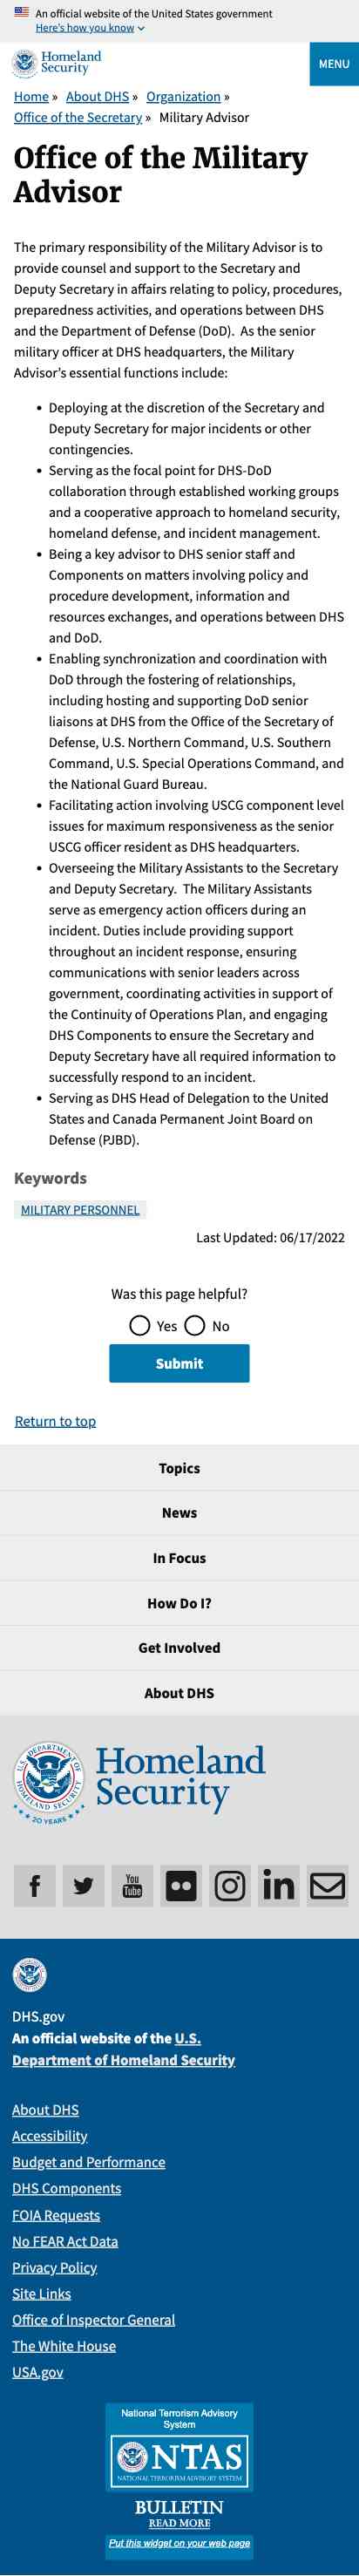 An official website of the United States government
Here's how you know
Homeland
Security
MENU
Home » About DHS » Organization »
Office of the Secretary » Military Advisor
Office of the Military
Advisor
The primary responsibility of the Military Advisor is to
provide counsel and support to the Secretary and
Deputy Secretary in affairs relating to policy, procedures,
preparedness activities, and operations between DHS
and the Department of Defense (DoD).  As the senior
military officer at DHS headquarters, the Military
Advisor's essential functions include:
• Deploying at the discretion of the Secretary and
Deputy Secretary for major incidents or other
contingencies.
• Serving as the focal point for DHS-DoD
collaboration through established working groups
and a cooperative approach to homeland security,
homeland defense, and incident management.
• Being a key advisor to DHS senior staff and
Components on matters involving policy and
procedure development, information and
resources exchanges, and operations between DHS
and DoD.
• Enabling synchronization and coordination with
DoD through the fostering of relationships,
including hosting and supporting DoD senior
liaisons at DHS from the Office of the Secretary of
Defense, U.S. Northern Command, U.S. Southern
Command, U.S. Special Operations Command, and
the National Guard Bureau.
• Facilitating action involving USCG component level
issues for maximum responsiveness as the senior
USCG officer resident as DHS headquarters.
• Overseeing the Military Assistants to the Secretary
and Deputy Secretary.  The Military Assistants
serve as emergency action officers during an
incident. Duties include providing support
throughout an incident response, ensuring
communications with senior leaders across
government, coordinating activities in support of
the Continuity of Operations Plan, and engaging
DHS Components to ensure the Secretary and
Deputy Secretary have all required information to
successfully respond to an incident.
• Serving as DHS Head of Delegation to the United
States and Canada Permanent Joint Board on
Defense (PJBD).
Keywords
MILITARY PERSONNEL
Last Updated: 06/17/2022
Was this page helpful?
Yes No
Submit
Return to top
Topics
News
In Focus
How Do I?
Get Involved
About DHS
U.S. DEPARTMENT OF
HOMELAND SECURITY
20 YEARS
Homeland
Security
You
Tube
DHS.gov
An official website of the U.S.
Department of Homeland Security
About DHS
Accessibility
Budget and Performance
DHS Components
FOIA Requests
No FEAR Act Data
Privacy Policy
Site Links
Office of Inspector General
The White House
USA.gov
National Terrorism Advisory
System
NTAS
NATIONAL TERRORISM ADVISORY SYSTEM
BULLETIN
READ MORE
Put this widget on your web page